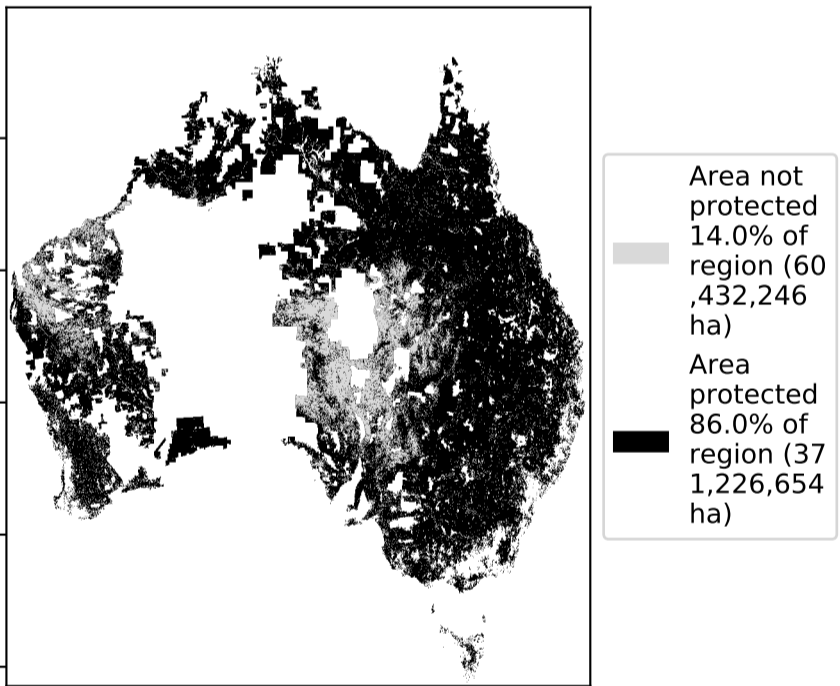 Area not
protected
14.0% of
region (60
,432,246
ha)
Area
protected
86.0% of
region (37
1,226,654
ha)